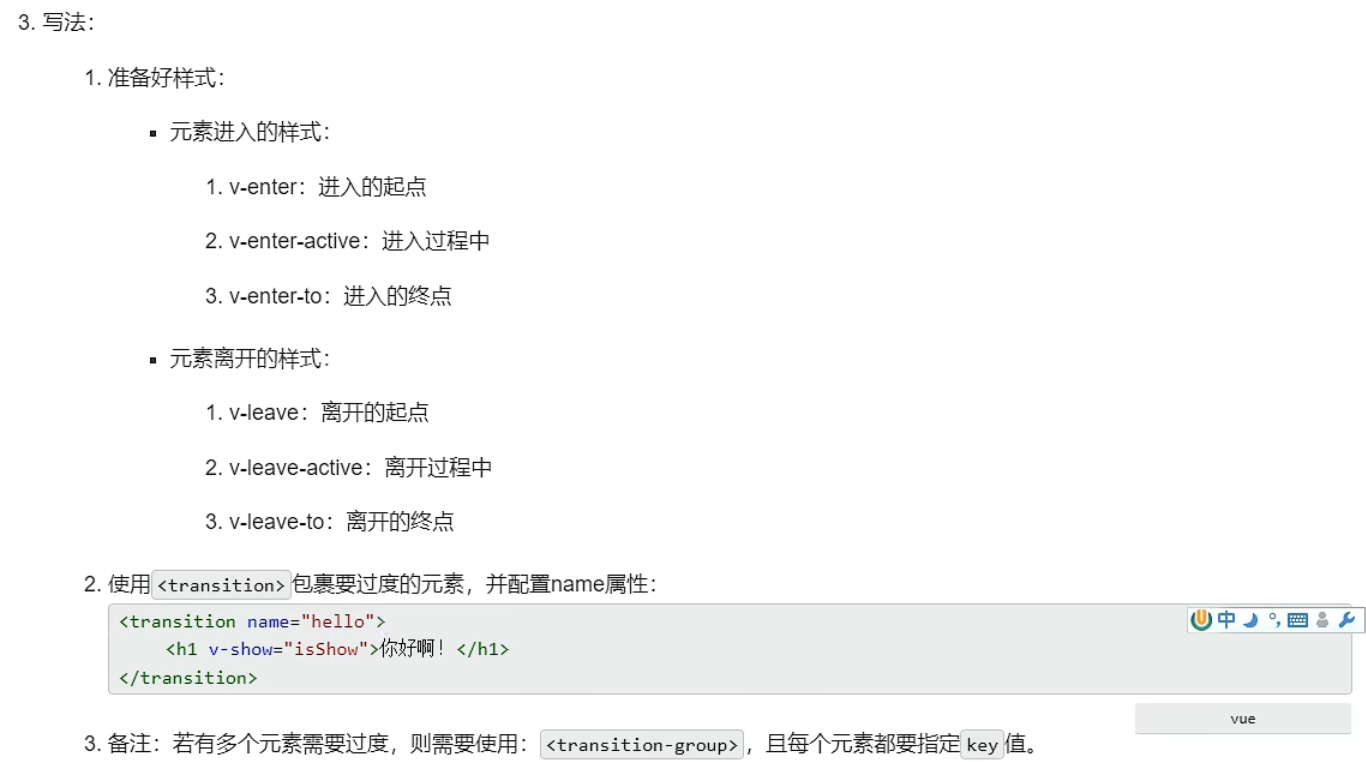 3. 写法：
1. 准备好样式：
▪ 元素进入的样式：
1. v-enter：进入的起点
2. v-enter-active：进入过程中
3. v-enter-to：进入的终点
▪ 元素离开的样式：
1. v-leave：离开的起点
2. v-leave-active：离开过程中
3. v-leave-to：离开的终点
2. 使用<transition>包裹要过度的元素，并配置name属性：
<transition name="hello">
<h1 v-show="isShow">你好啊！</h1>
</transition>
中
vue
3. 备注：若有多个元素需要过度，则需要使用：<transition-group>，且每个元素都要指定key值。